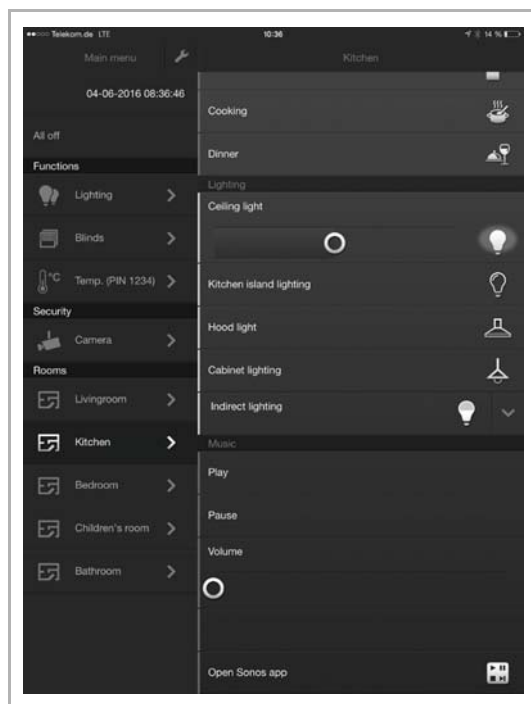 Telekom.de LTE 10:36 14 %
Main menu
Kitchen
04-06-2016 08:36:46
All off
Functions
Lighting
Blinds
°C Temp. (PIN 1234)
Security
Camera
Rooms
Livingroom
Kitchen
Bedroom
Children's room
Bathroom
Cooking
Dinner
Lighting
Ceiling light
Kitchen island lighting
Hood light
Cabinet lighting
Indirect lighting
Music
Play
Pause
Volume
Open Sonos app